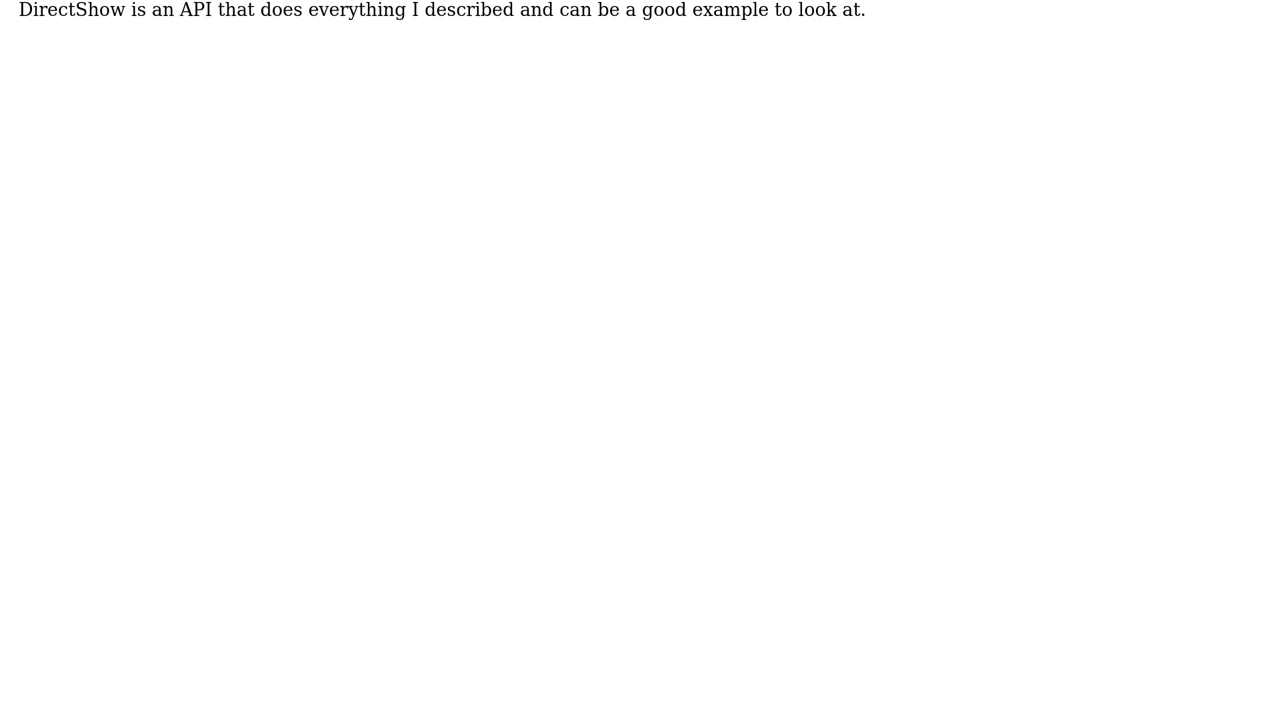 DirectShow is an API that does everything I described and can be a good example to look at.